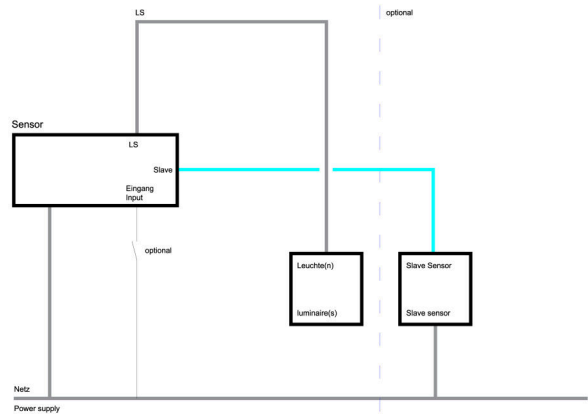 LS
optional
Sensor
LS
Slave
Eingang
Input
optional
Leuchte(n)
luminaire(s)
Slave Sensor
Slave sensor
Netz
Power supply